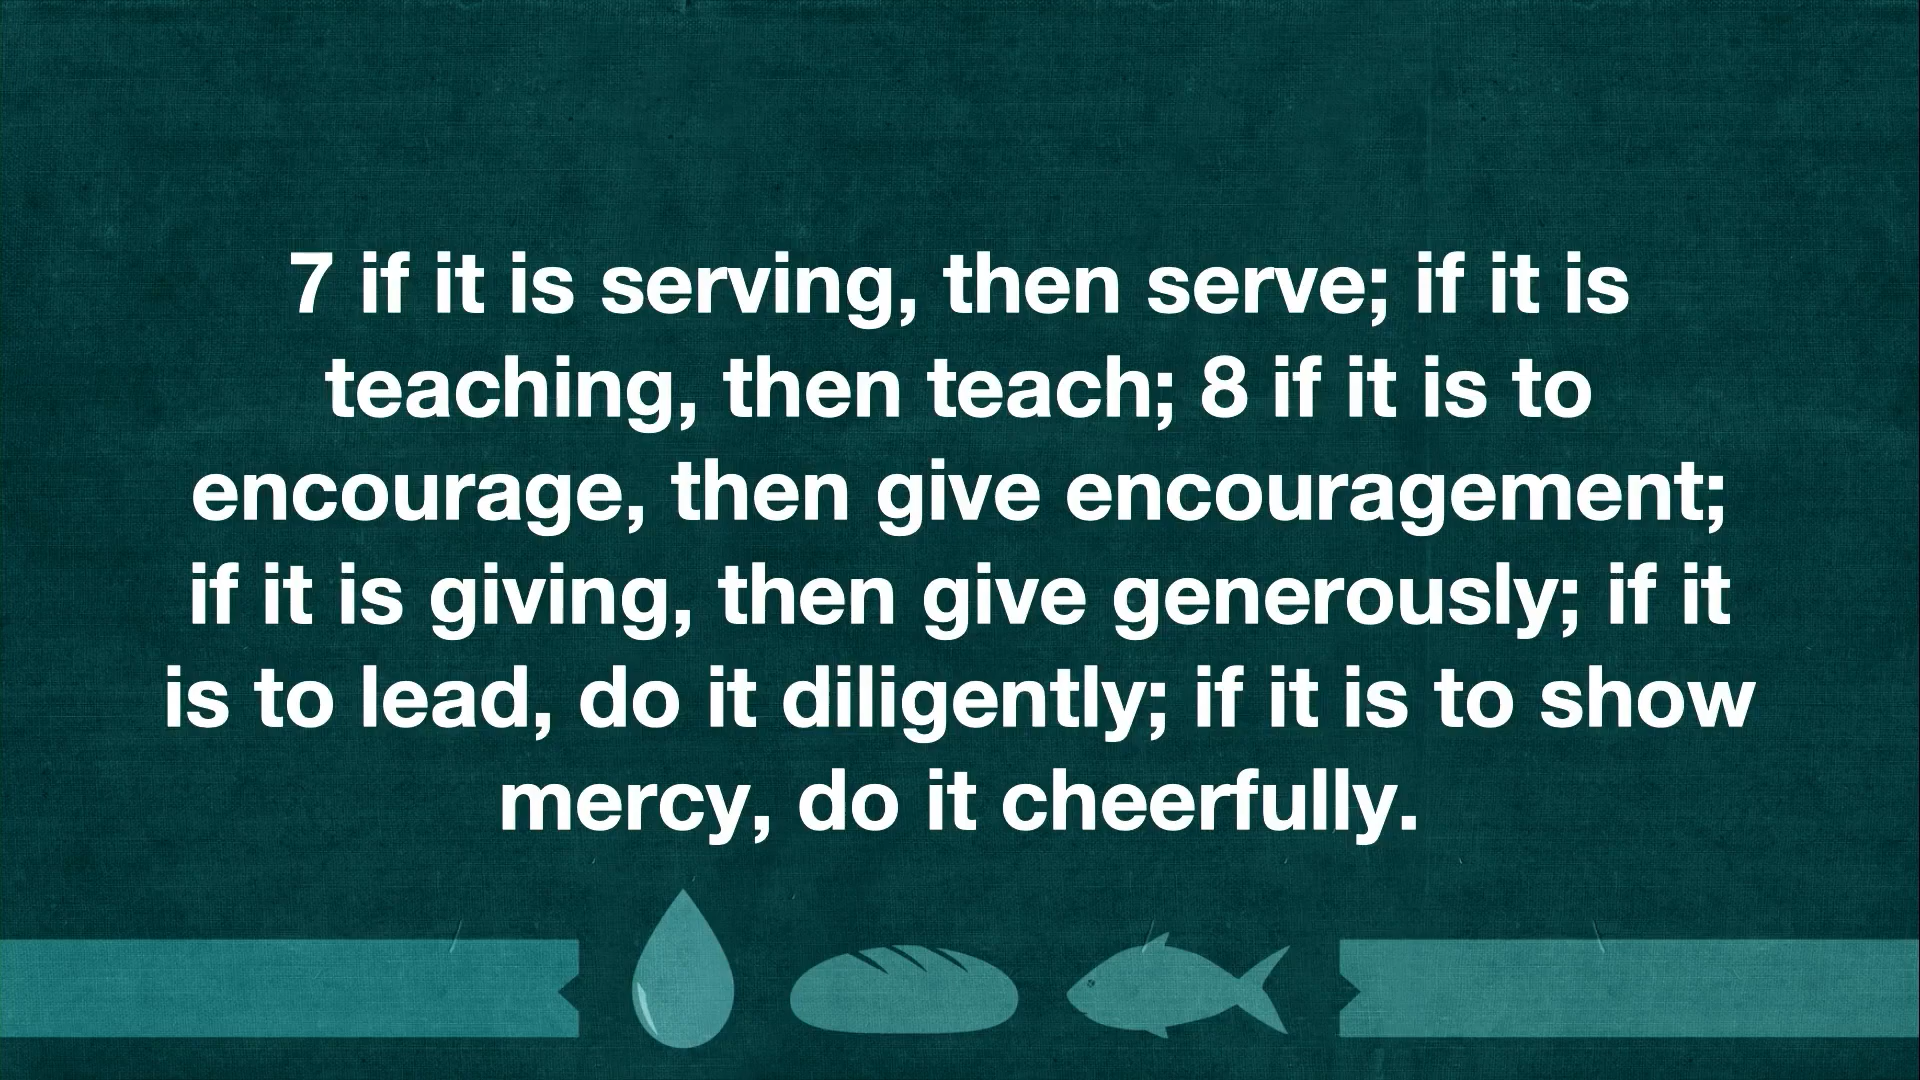 7 if it is serving, then serve; if it is
teaching, then teach; 8 if it is to
encourage, then give encouragement;
if it is giving, then give generously; if it
is to lead, do it diligently; if it is to show
mercy, do it cheerfully.